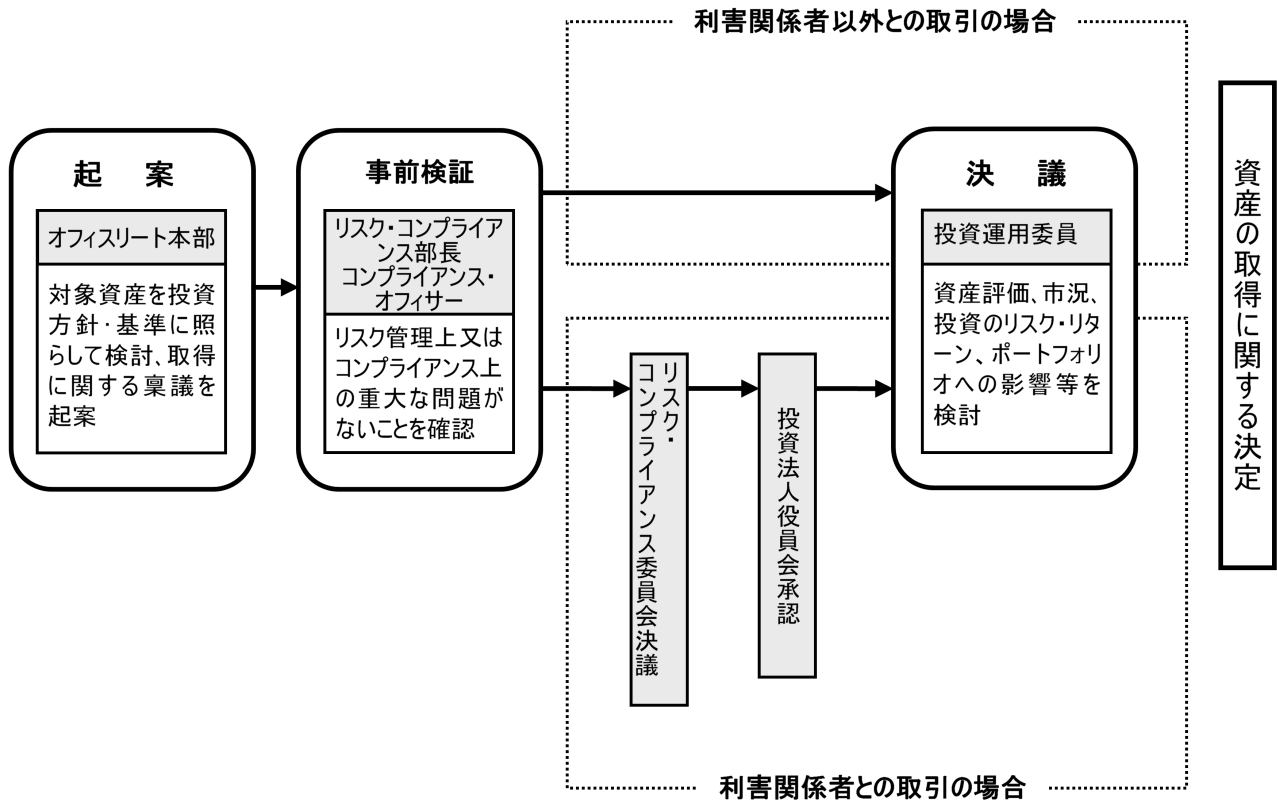 利害関係者以外との取引の場合
起 案
オフィスリート本部
対象資産を投資
方針・基準に照
らして検討、取得
に関する稟議を
起案
事前検証
リスク・コンプライア
ンス部長
コンプライアンス・
オフィサー
リスク管理上又は
コンプライアンス上
の重大な問題が
ないことを確認
リスク・
コンプライアンス委員会決議
投資法人役員会承認
決 議
投資運用委員
資産評価、市況、
投資のリスク・リタ
ーン、ポートフォリ
オへの影響等を
検討
資産の取得に関する決定
利害関係者との取引の場合